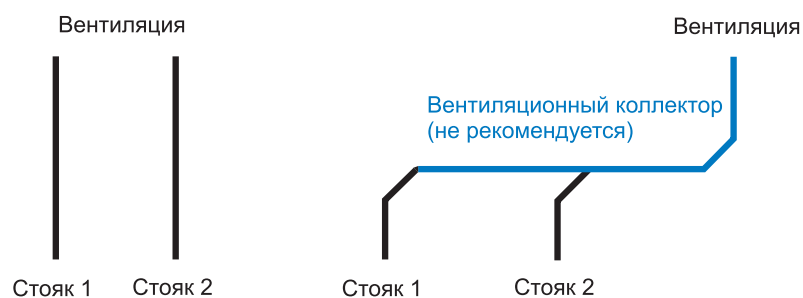 Вентиляция
Вентиляция
Вентиляционный коллектор
(не рекомендуется)
Стояк 1
Стояк 2
Стояк 1
Стояк 2